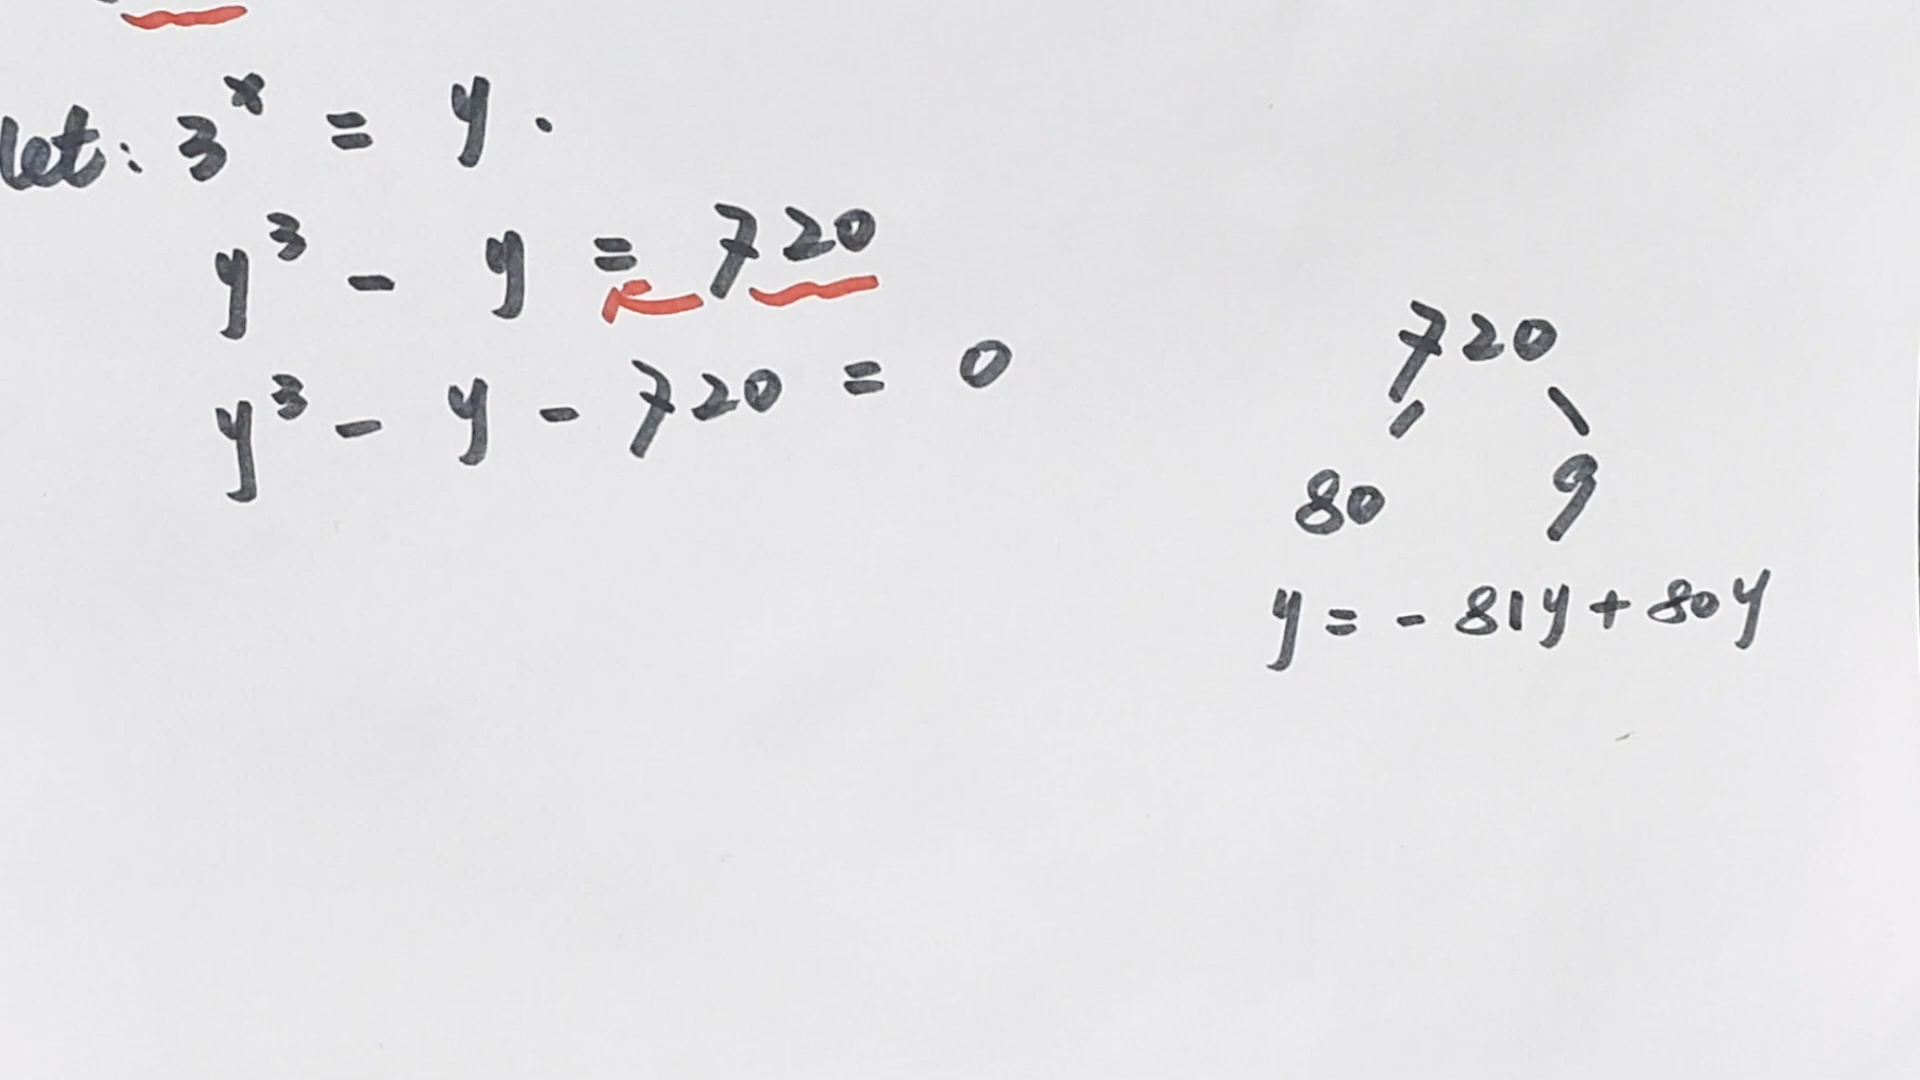 let: 3^x = y.
y^3 - y = 720
y^3 - y - 720 = 0
720
80 9
y = - 81y + 80y